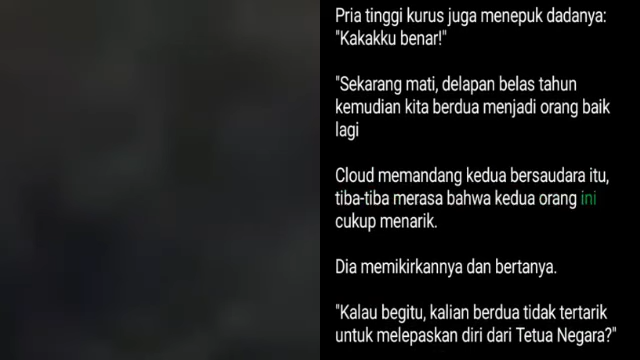 Pria tinggi kurus juga menepuk dadanya:
"Kakakku benar!"
"Sekarang mati, delapan belas tahun
kemudian kita berdua menjadi orang baik
lagi
Cloud memandang kedua bersaudara itu,
tiba-tiba merasa bahwa kedua orang ini
cukup menarik.
Dia memikirkannya dan bertanya.
"Kalau begitu, kalian berdua tidak tertarik
untuk melepaskan diri dari Tetua Negara?"